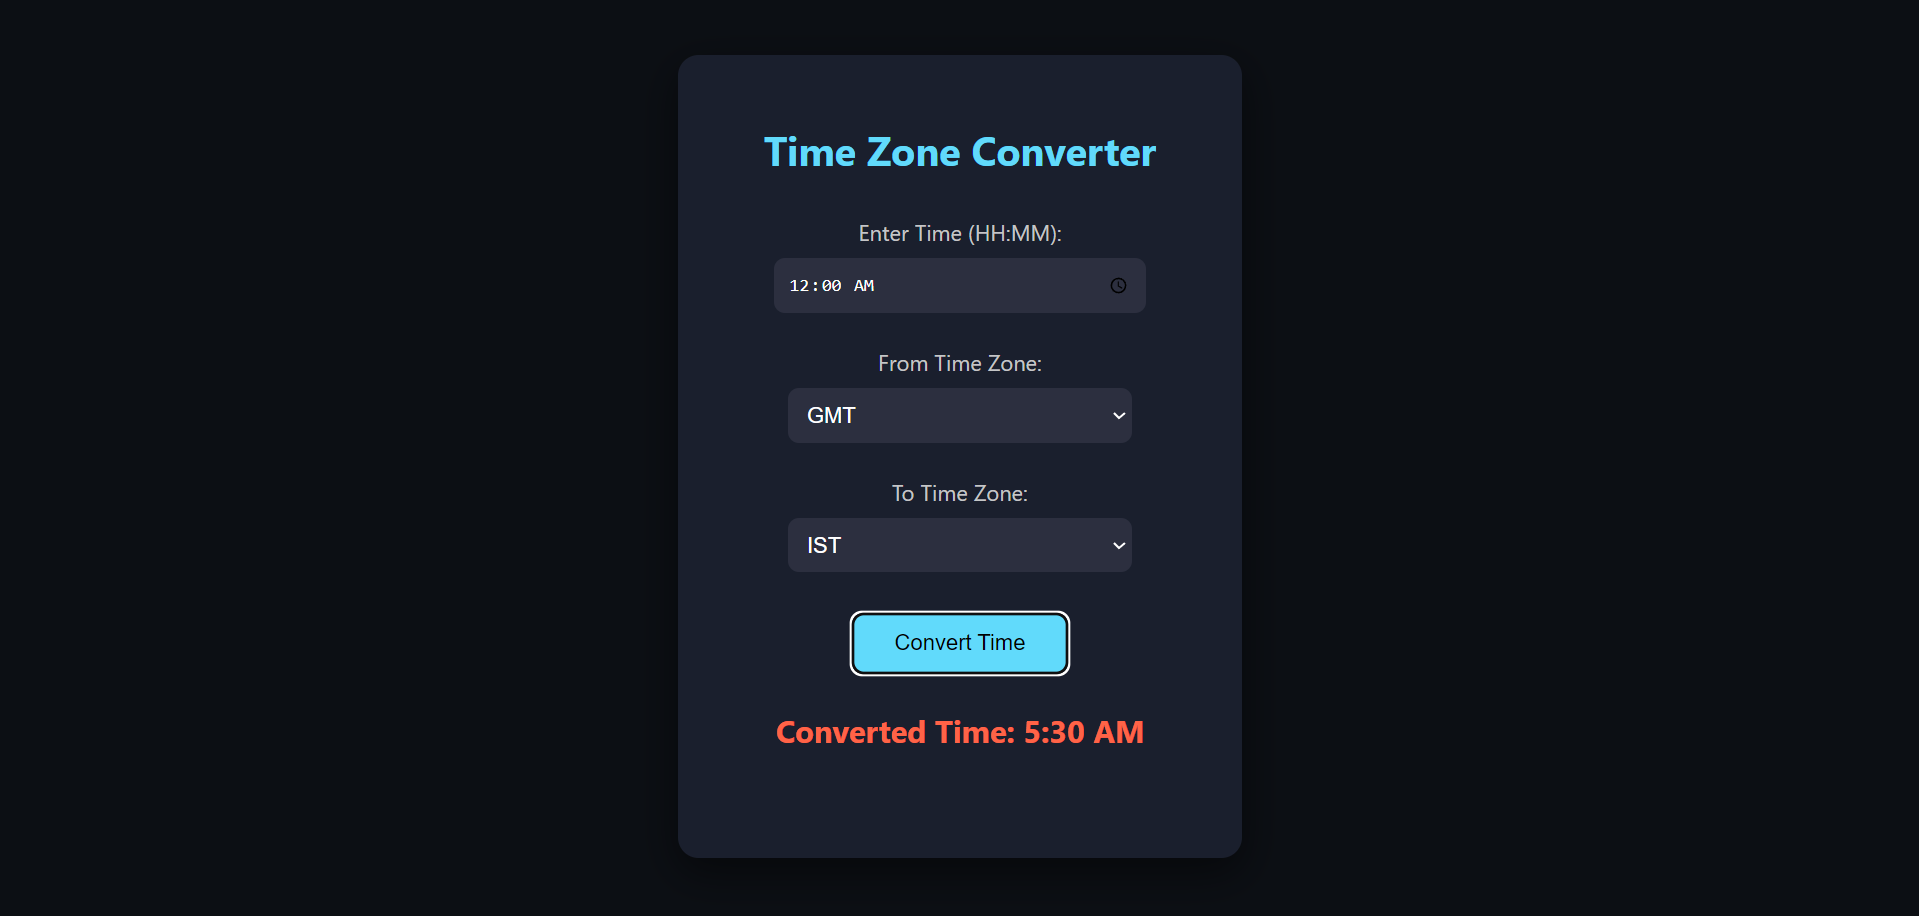 Time Zone Converter
Enter Time (HH:MM):
12:00 AM
From Time Zone:
GMT
To Time Zone:
IST
Convert Time
Converted Time: 5:30 AM